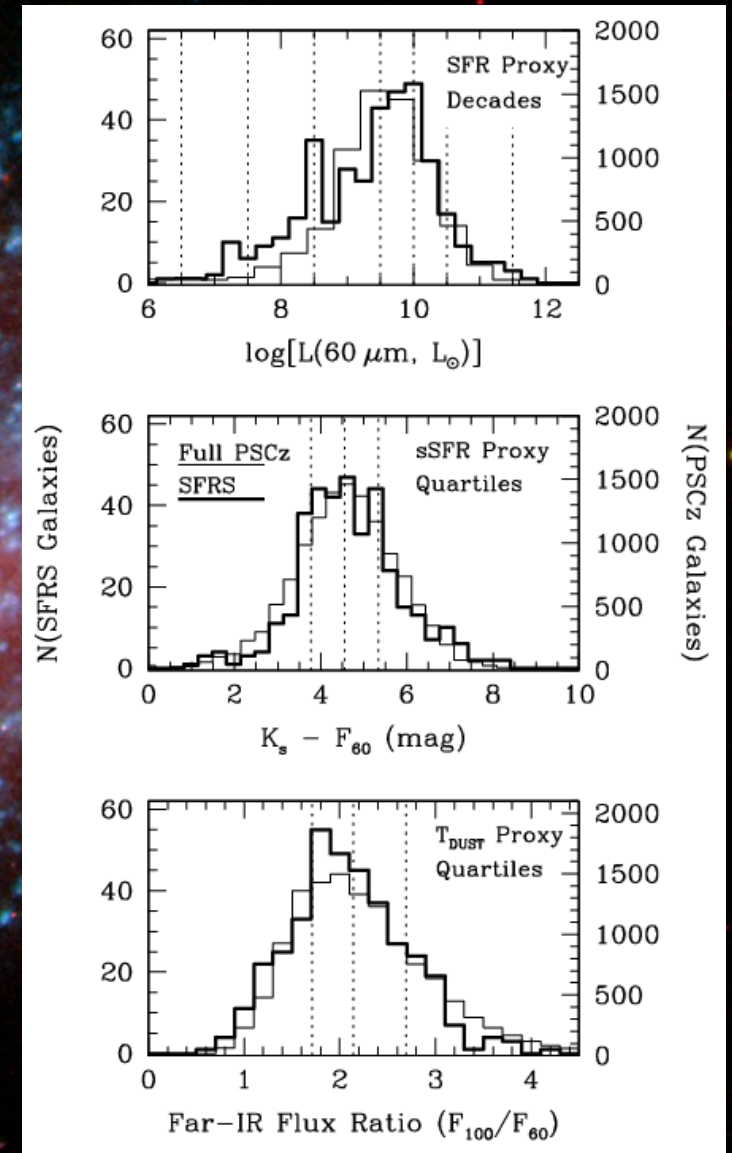 60
40
20
0
2000
1500
1000
500
0
SFR Proxy
Decades
6 8 10 12
log[L(60 μm, L⊙)]
N(SFRS Galaxies)
60
40
20
0
2000
1500
1000
500
0
Full PSCz
SFRS
sSFR Proxy
Quartiles
N(PSCz Galaxies)
0 2 4 6 8 10
Kₛ − F₆₀ (mag)
60
40
20
0
2000
1500
1000
500
0
T_DUST Proxy
Quartiles
0 1 2 3 4
Far-IR Flux Ratio (F₁₀₀/F₆₀)